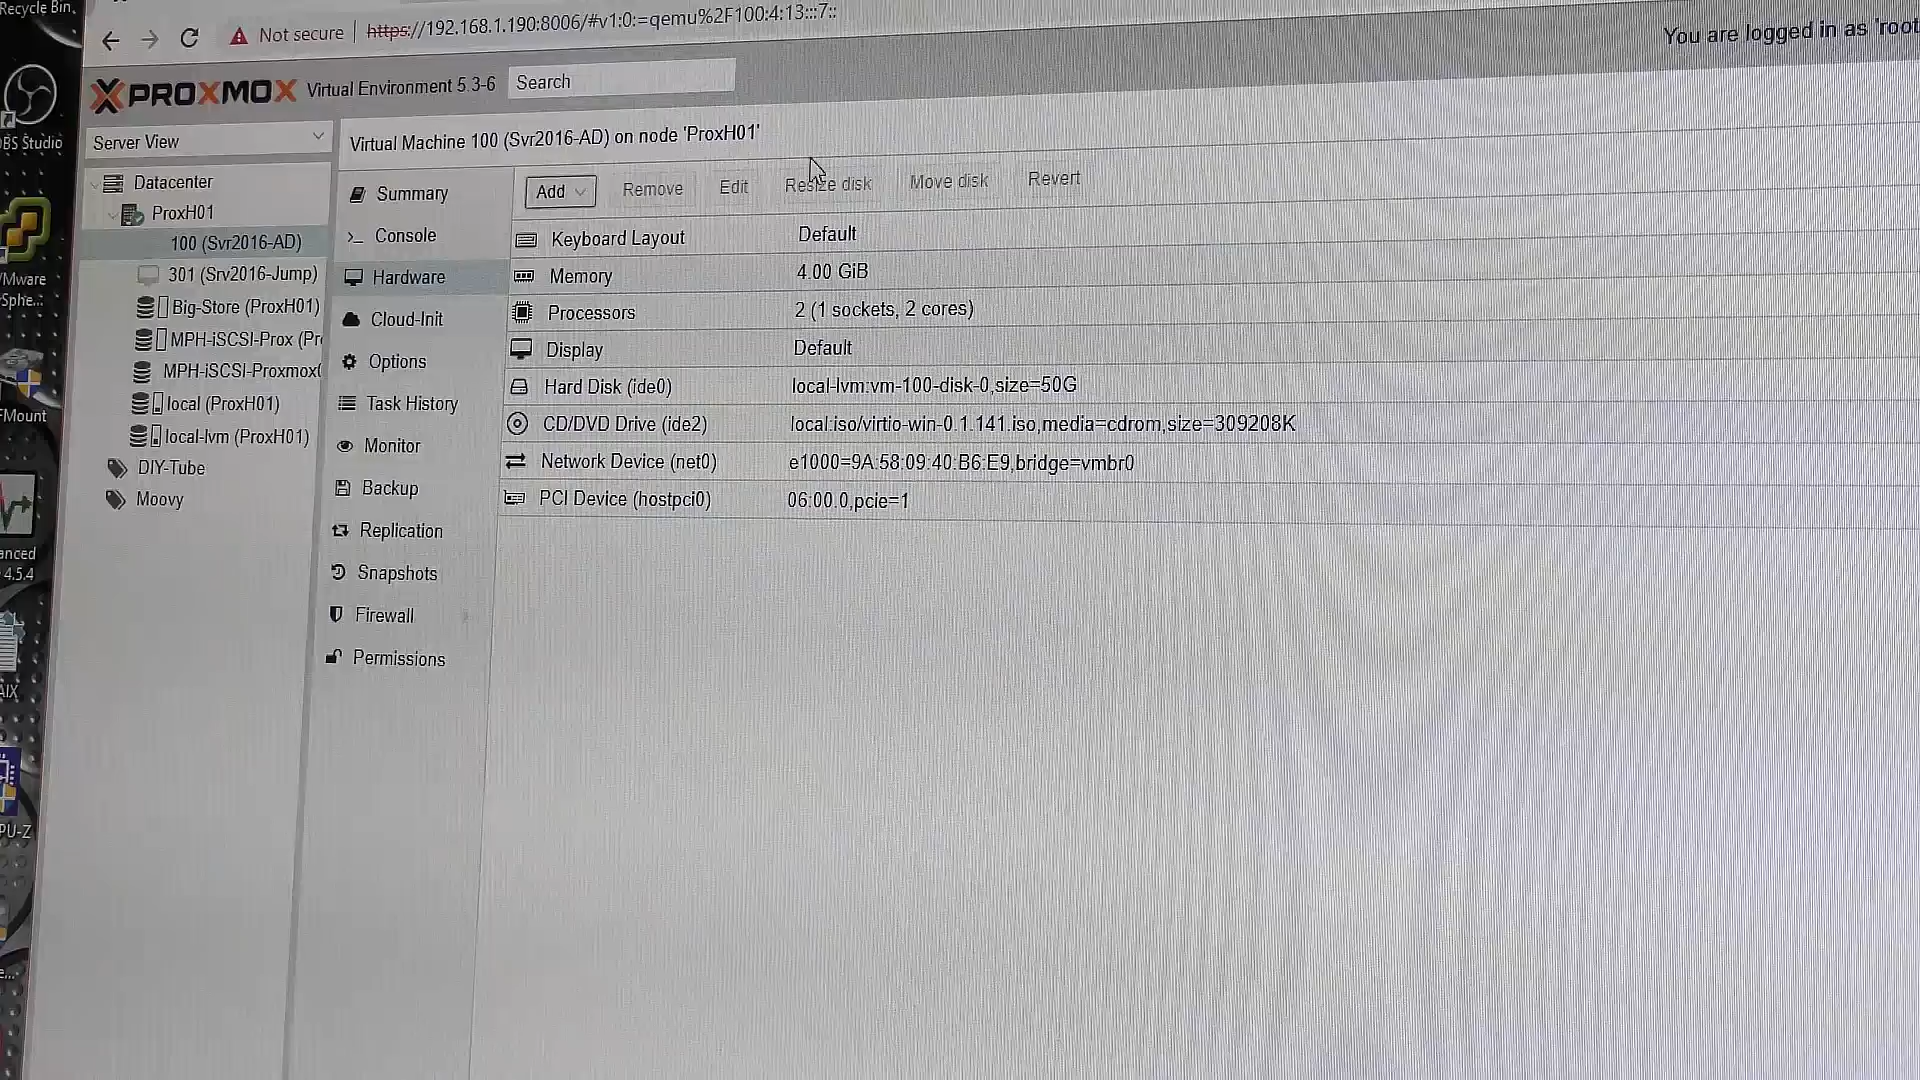 Recycle Bin
Not secure
https://192.168.1.190:8006/#v1:0:=qemu%2F100:4:13:::7::
You are logged in as 'root
PROXMOX Virtual Environment 5.3-6 Search
BS Studio
Server View
Virtual Machine 100 (Svr2016-AD) on node 'ProxH01'
Datacenter
ProxH01
100 (Svr2016-AD)
301 (Srv2016-Jump)
Big-Store (ProxH01)
MPH-iSCSI-Prox (Pr
MPH-iSCSI-Proxmox
local (ProxH01)
local-lvm (ProxH01)
DIY-Tube
Moovy
Summary
Console
Hardware
Cloud-Init
Options
Task History
Monitor
Backup
Replication
Snapshots
Firewall
Permissions
Add Remove Edit Resize disk Move disk Revert
Keyboard Layout Default
Memory 4.00 GiB
Processors 2 (1 sockets, 2 cores)
Display Default
Hard Disk (ide0) local-lvm:vm-100-disk-0,size=50G
CD/DVD Drive (ide2) local:iso/virtio-win-0.1.141.iso,media=cdrom,size=309208K
Network Device (net0) e1000=9A:58:09:40:B6:E9,bridge=vmbr0
PCI Device (hostpci0) 06:00.0,pcie=1
VMware
Sphe...
FMount
anced
4.5.4
AIX
PU-Z
e...